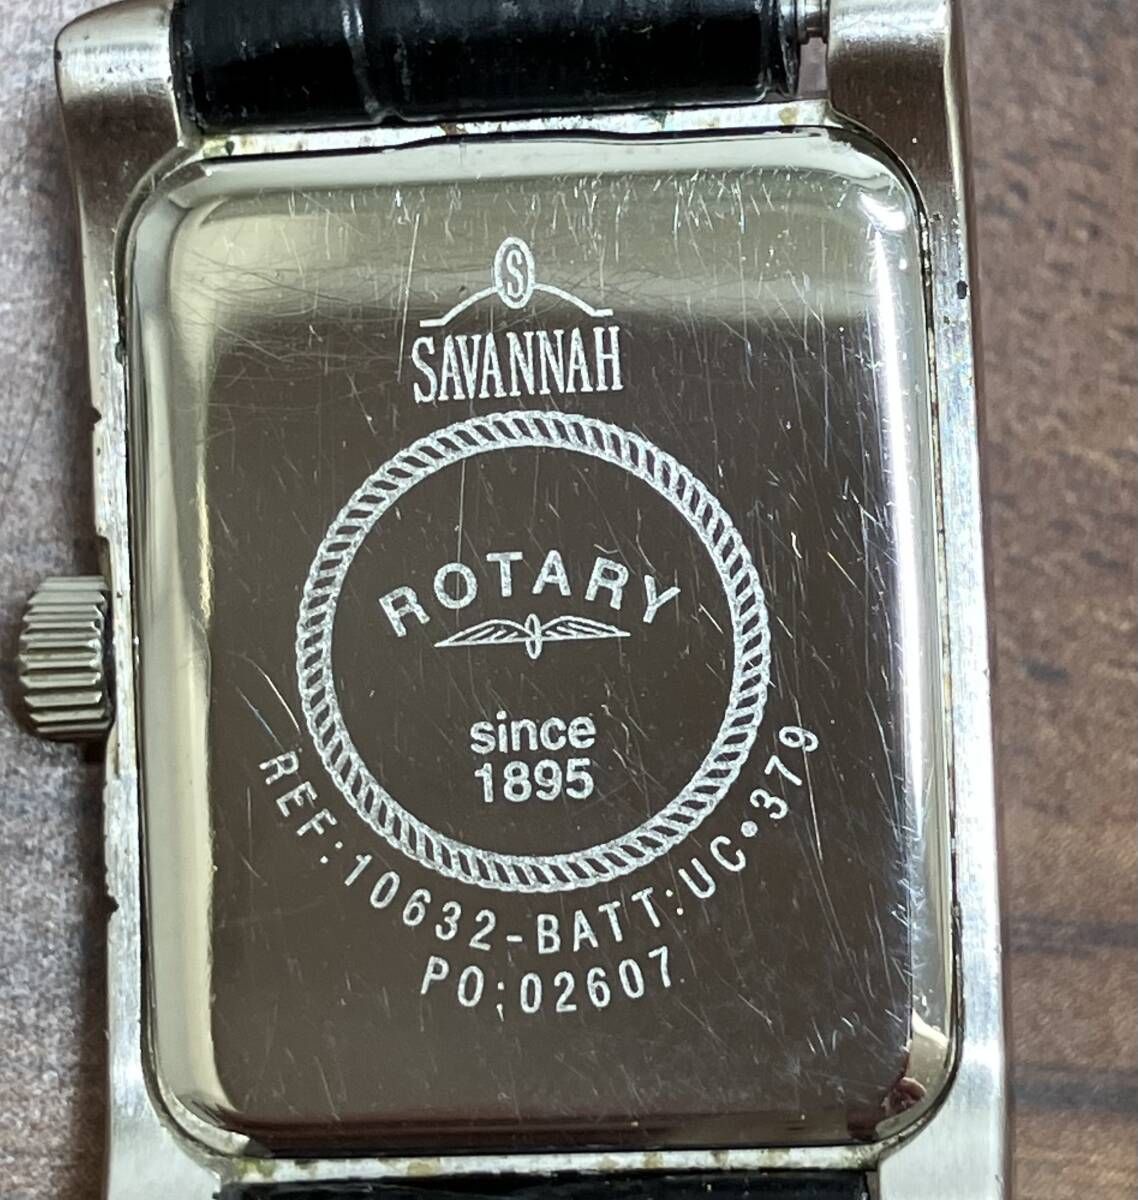 S
SAVANNAH
ROTARY
since
1895
REF:10632-BATT:UC•379
PO:02607